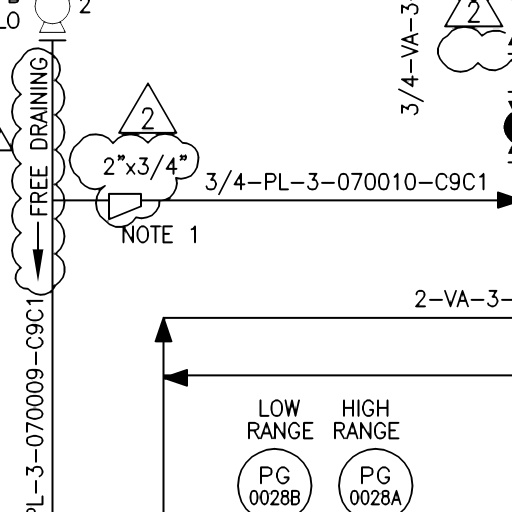 2
LO
2
3/4-VA-3-
FREE DRAINING
2
2"x3/4"
3/4-PL-3-070010-C9C1
NOTE 1
2-VA-3-
PL-3-070009-C9C1
LOW
RANGE
HIGH
RANGE
PG
0028B
PG
0028A